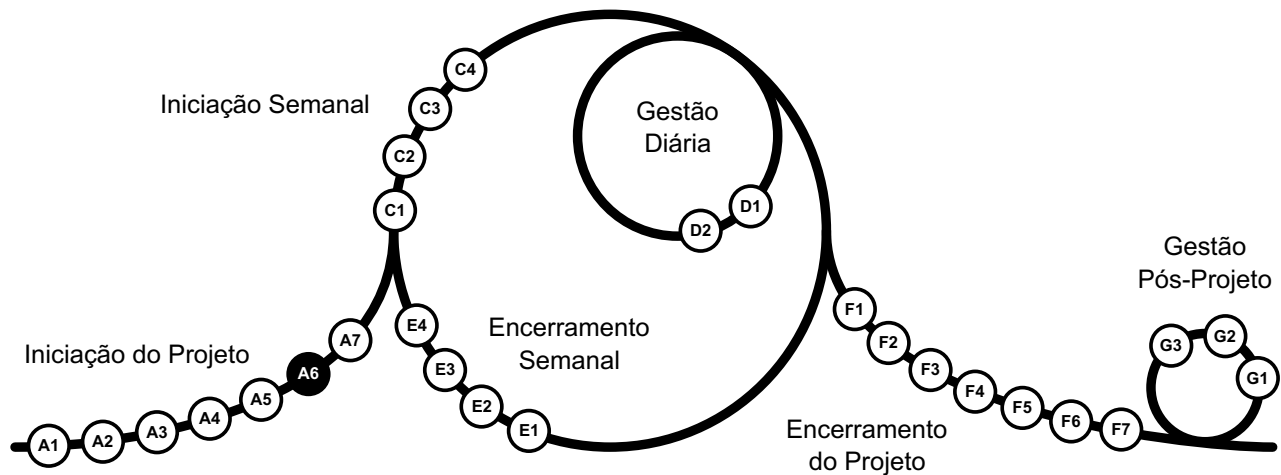 Iniciação Semanal
C4
C3
C2
C1
Gestão
Diária
D1
D2
Iniciação do Projeto
A1
A2
A3
A4
A5
A6
A7
Encerramento
Semanal
E4
E3
E2
E1
Encerramento
do Projeto
F1
F2
F3
F4
F5
F6
F7
Gestão
Pós-Projeto
G3
G2
G1